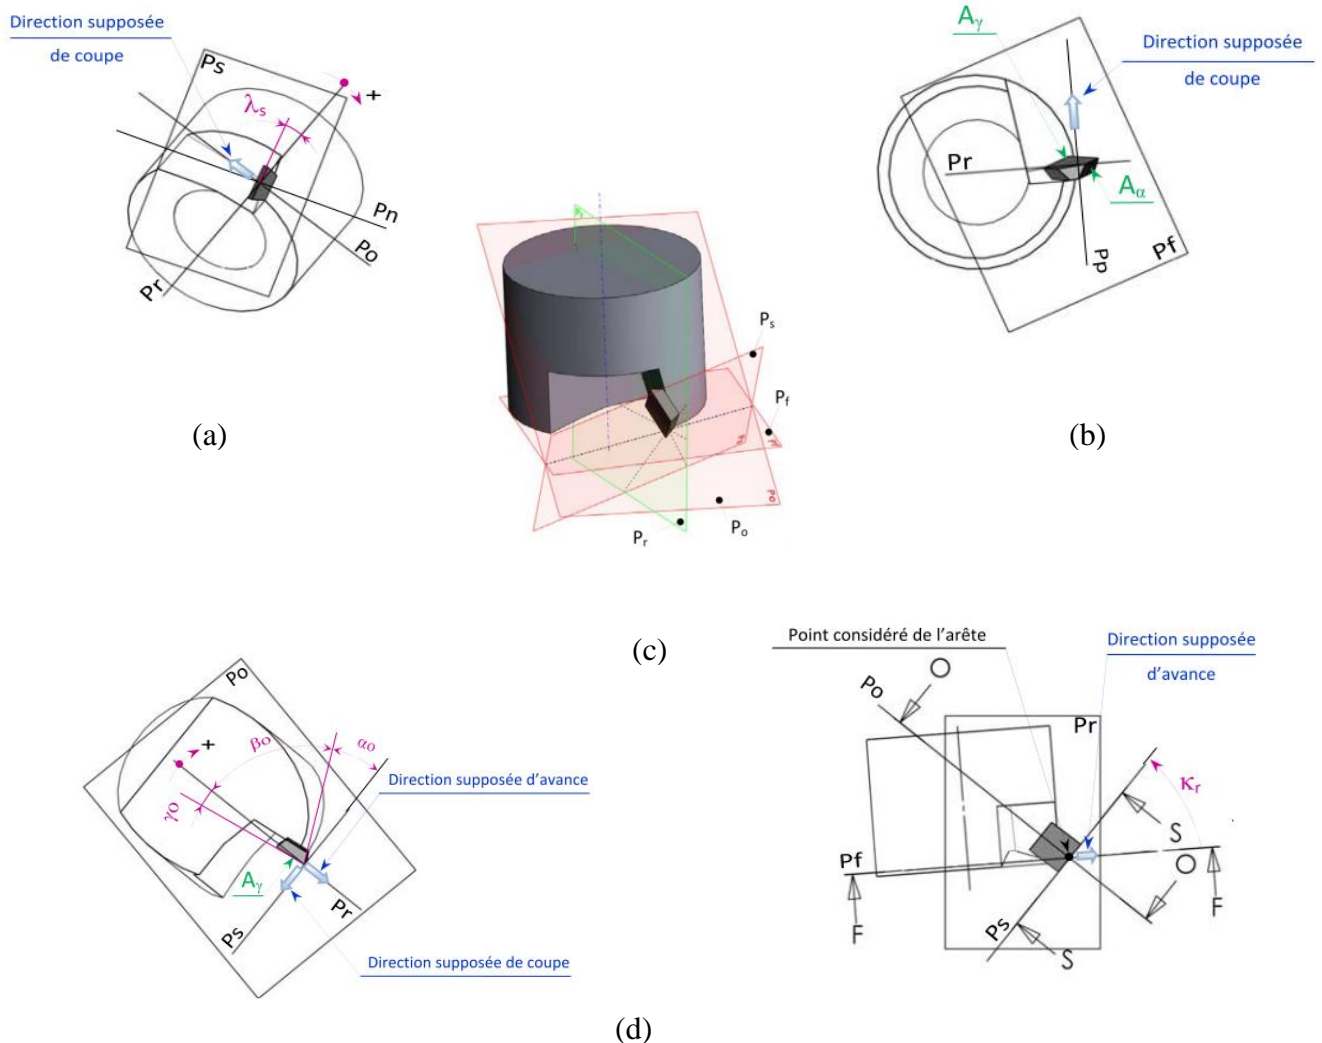 Direction supposée
de coupe
Ps
λs
+
Pn
Po
Pr
(a)
Aγ
Direction supposée
de coupe
Pr
Aα
Pp
Pf
(b)
Ps
Pf
Po
Po
Pr
(c)
Po
+
βo
αo
γo
Direction supposée d'avance
Aγ
Pr
Ps
Direction supposée de coupe
Point considéré de l'arête
Direction supposée
d'avance
Po
O
Pr
κr
S
Pf
O
F
F
Ps
S
(d)